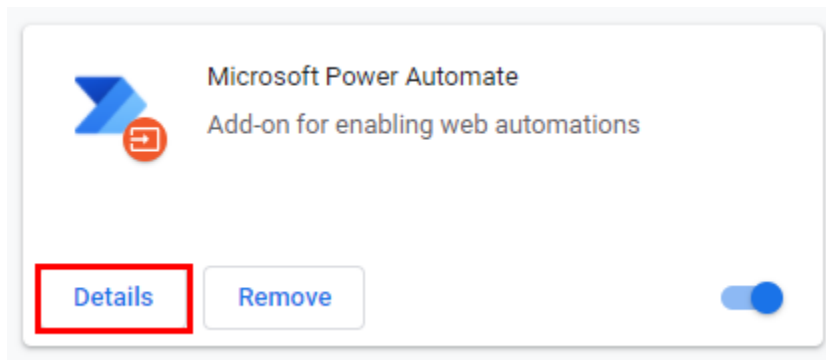 Microsoft Power Automate
Add-on for enabling web automations
Details
Remove